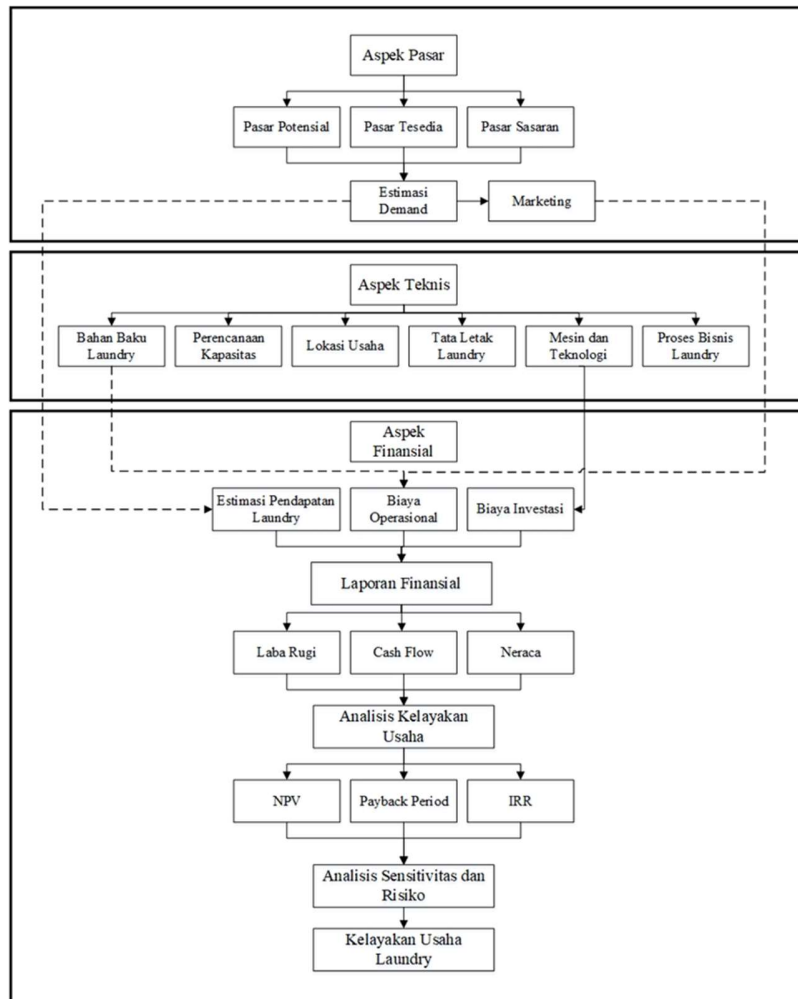 Aspek Pasar
Pasar Potensial
Pasar Tesedia
Pasar Sasaran
Estimasi
Demand
Marketing
Aspek Teknis
Bahan Baku
Laundry
Perencanaan
Kapasitas
Lokasi Usaha
Tata Letak
Laundry
Mesin dan
Teknologi
Proses Bisnis
Laundry
Aspek
Finansial
Estimasi Pendapatan
Laundry
Biaya
Operasional
Biaya Investasi
Laporan Finansial
Laba Rugi
Cash Flow
Neraca
Analisis Kelayakan
Usaha
NPV
Payback Period
IRR
Analisis Sensitivitas dan
Risiko
Kelayakan Usaha
Laundry